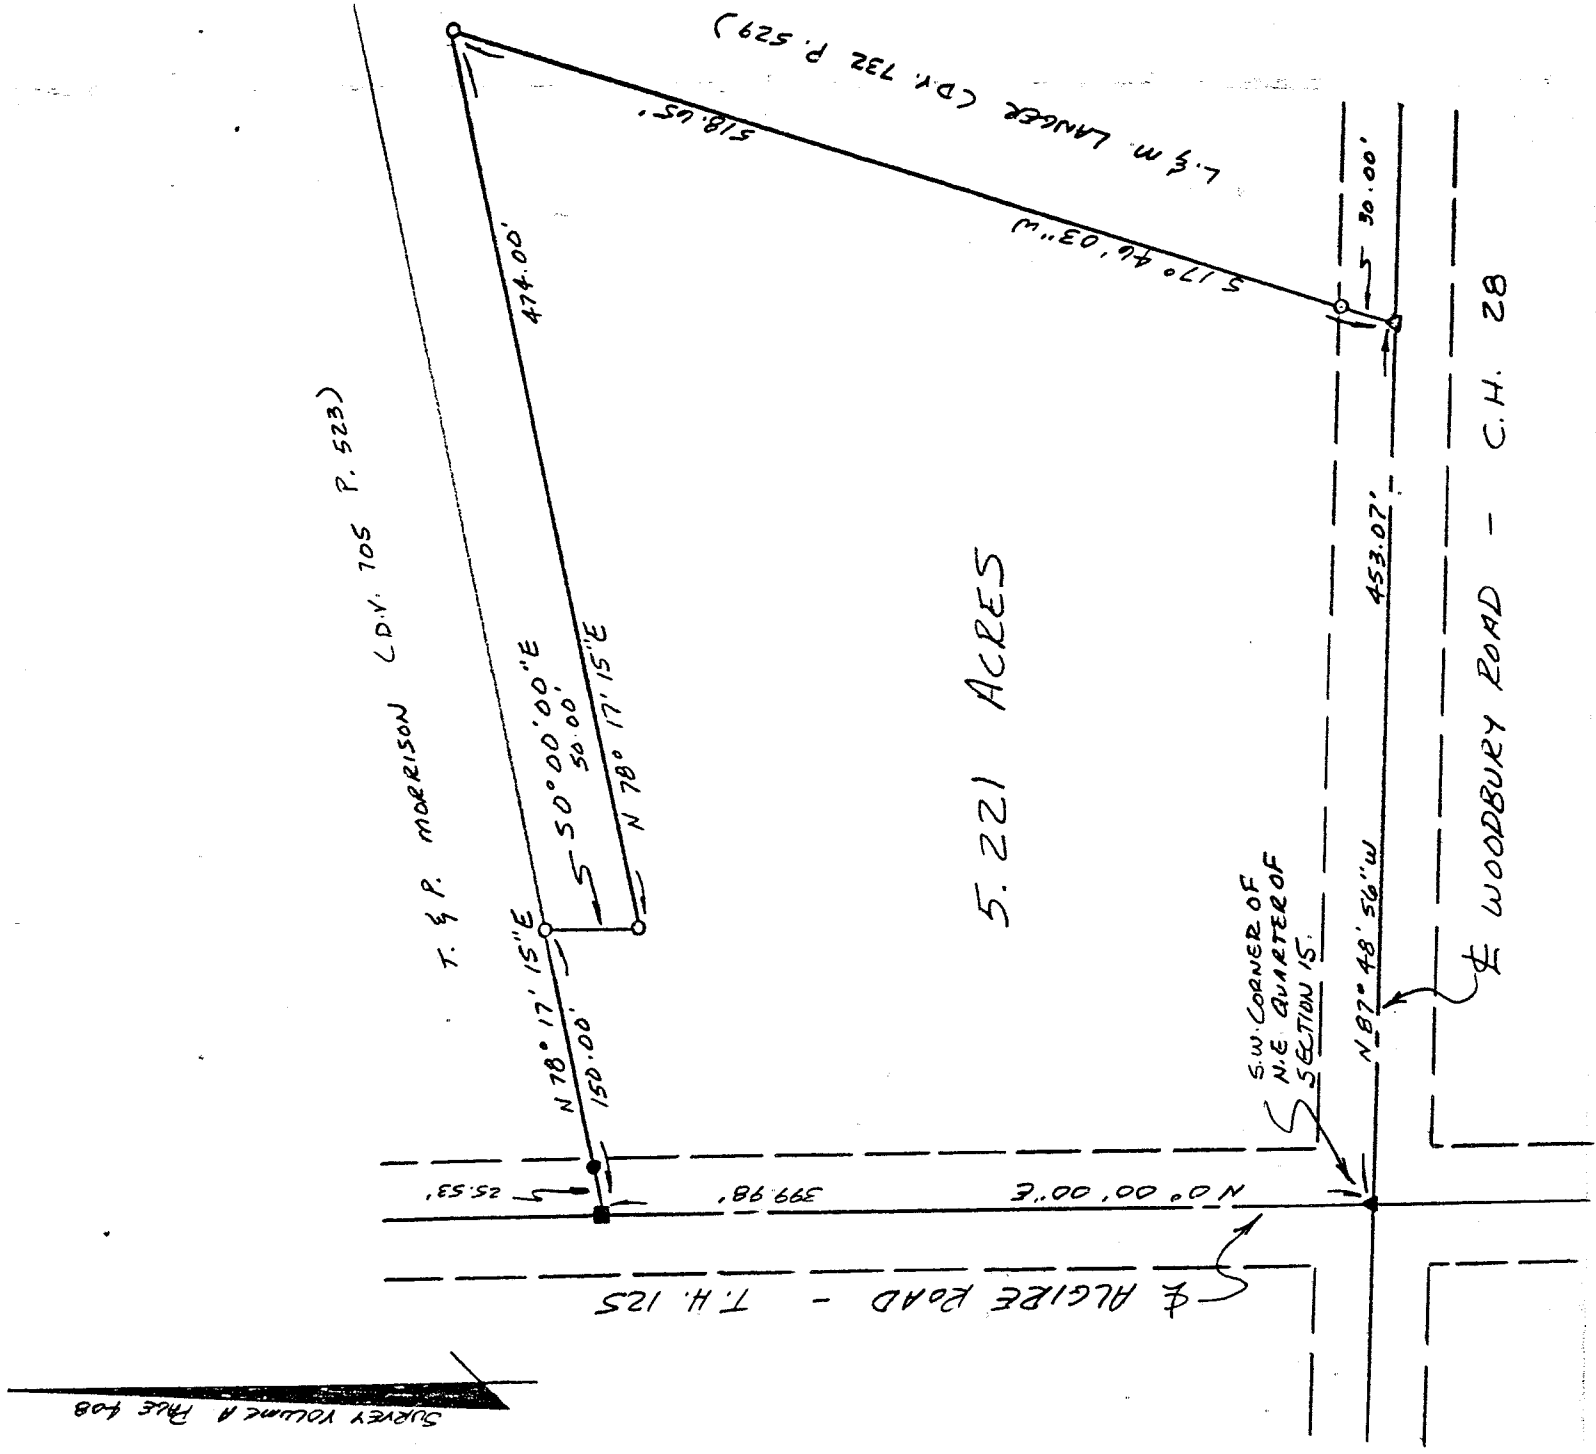 L. & M. LANGER (D.V. 732 P. 529)
518.65'
S 17° 46' 03" W
30.00'
474.00'
N 78° 17' 15" E
T. & P. MORRISON (D.V. 705 P. 523)
S 0° 00' 00" E
50.00'
N 78° 17' 15" E
150.00'
5.221 ACRES
S.W. CORNER OF
N.E. QUARTER OF
SECTION 15.
453.07'
N 87° 48' 56" W
℄ WOODBURY ROAD - C.H. 28
25.53'
399.98'
N 0° 00' 00" E
℄ ALGIRE ROAD - T.H. 125
SURVEY VOLUME A PAGE 408